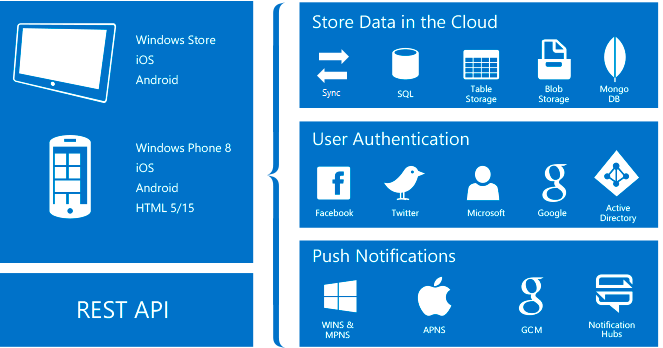 Windows Store
iOS
Android
Windows Phone 8
iOS
Android
HTML 5/15
REST API
Store Data in the Cloud
Sync
SQL
Table
Storage
Blob
Storage
Mongo
DB
User Authentication
Facebook
Twitter
Microsoft
Google
Active
Directory
Push Notifications
WINS &
MPNS
APNS
GCM
Notification
Hubs